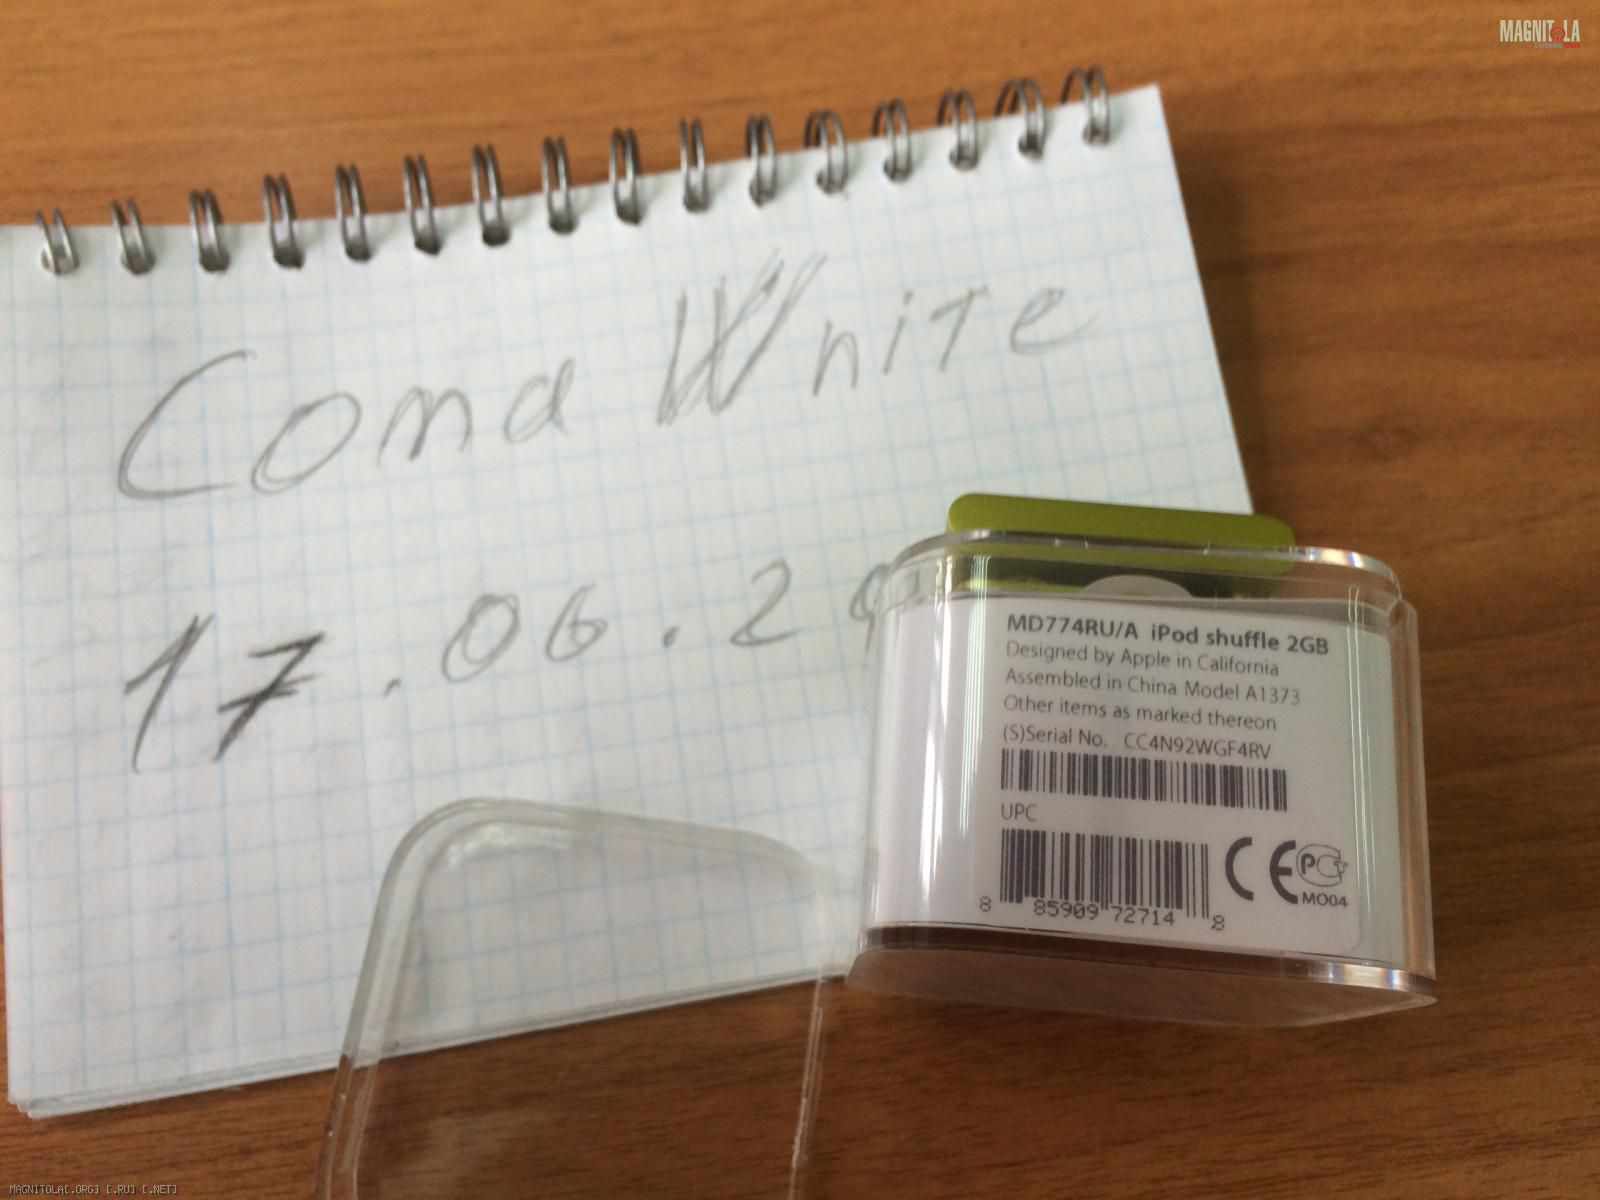 MAGNITOLA
Coma White
17.06.2
MD774RU/A iPod shuffle 2GB
Designed by Apple in California
Assembled in China Model A1373
Other items as marked thereon
(S)Serial No. CC4N92WGF4RV
UPC
8 85909 72714 8
CE PCT
MO04
MAGNITOLA[.ORG] [.RU] [.NET]